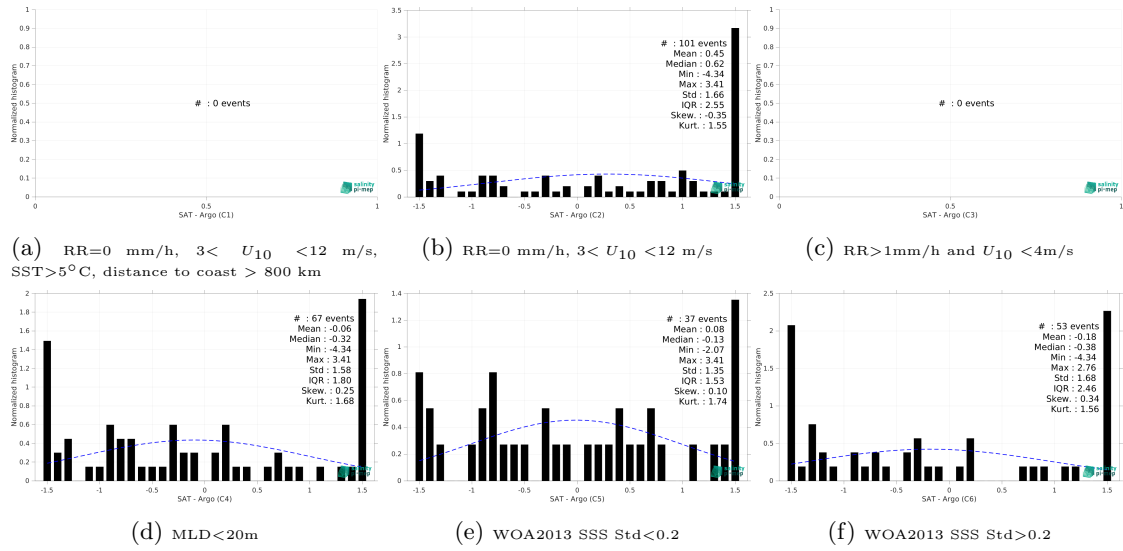 1
0.9
0.8
0.7
0.6
0.5
0.4
0.3
0.2
0.1
0
Normalized histogram
# : 0 events
0 0.5 1
SAT - Argo (C1)
salinity
pi-mep
(a) RR=0 mm/h, 3< U10 <12 m/s,
SST>5°C, distance to coast > 800 km
3.5
3
2.5
2
1.5
1
0.5
0
Normalized histogram
# : 101 events
Mean : 0.45
Median : 0.62
Min : -4.34
Max : 3.41
Std : 1.66
IQR : 2.55
Skew. : -0.35
Kurt. : 1.55
-1.5 -1 -0.5 0 0.5 1 1.5
SAT - Argo (C2)
salinity
pi-mep
(b) RR=0 mm/h, 3< U10 <12 m/s
1
0.9
0.8
0.7
0.6
0.5
0.4
0.3
0.2
0.1
0
Normalized histogram
# : 0 events
0 0.5 1
SAT - Argo (C3)
salinity
pi-mep
(c) RR>1mm/h and U10 <4m/s
2
1.8
1.6
1.4
1.2
1
0.8
0.6
0.4
0.2
0
Normalized histogram
# : 67 events
Mean : -0.06
Median : -0.32
Min : -4.34
Max : 3.41
Std : 1.58
IQR : 1.80
Skew. : 0.25
Kurt. : 1.68
-1.5 -1 -0.5 0 0.5 1 1.5
SAT - Argo (C4)
salinity
pi-mep
(d) MLD<20m
1.4
1.2
1
0.8
0.6
0.4
0.2
0
Normalized histogram
# : 37 events
Mean : 0.08
Median : -0.13
Min : -2.07
Max : 3.41
Std : 1.35
IQR : 1.53
Skew. : 0.10
Kurt. : 1.74
-1.5 -1 -0.5 0 0.5 1 1.5
SAT - Argo (C5)
salinity
pi-mep
(e) WOA2013 SSS Std<0.2
2.5
2
1.5
1
0.5
0
Normalized histogram
# : 53 events
Mean : -0.18
Median : -0.38
Min : -4.34
Max : 2.76
Std : 1.68
IQR : 2.46
Skew. : 0.34
Kurt. : 1.56
-1.5 -1 -0.5 0 0.5 1 1.5
SAT - Argo (C6)
salinity
pi-mep
(f) WOA2013 SSS Std>0.2